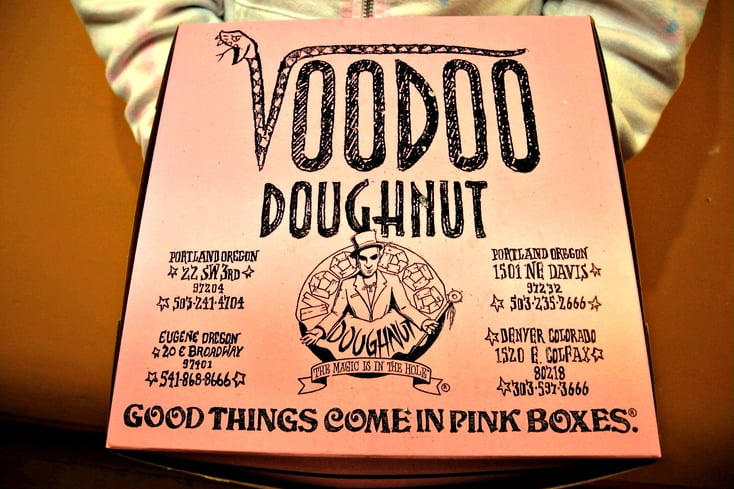 VOODOO
DOUGHNUT
PORTLAND OREGON
22 SW 3RD
97204
503-241-4704
EUGENE OREGON
20 E BROADWAY
97401
541-868-8666
PORTLAND OREGON
1501 NE DAVIS
97232
503-235-2666
DENVER COLORADO
1520 E. COLFAX
80218
303-597-3666
DOUGHNUT
THE MAGIC IS IN THE HOLE
®
GOOD THINGS COME IN PINK BOXES.®